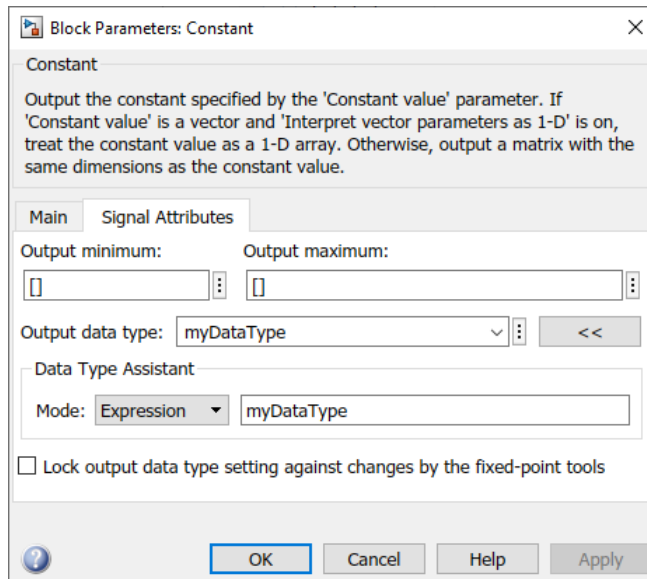 Block Parameters: Constant
Constant
Output the constant specified by the 'Constant value' parameter. If
'Constant value' is a vector and 'Interpret vector parameters as 1-D' is on,
treat the constant value as a 1-D array. Otherwise, output a matrix with the
same dimensions as the constant value.
Main Signal Attributes
Output minimum: Output maximum:
[] []
Output data type: myDataType <<
Data Type Assistant
Mode: Expression myDataType
Lock output data type setting against changes by the fixed-point tools
? OK Cancel Help Apply